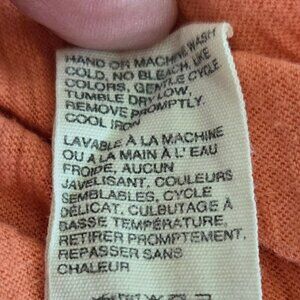 HAND OR MACHINE WASH
COLD, NO BLEACH, LIKE
COLORS, GENTLE CYCLE
TUMBLE DRY LOW,
REMOVE PROMPTLY.
COOL IRON
LAVABLE À LA MACHINE
OU À LA MAIN À L' EAU
FROIDE, AUCUN
JAVELISANT, COULEURS
SEMBLABLES, CYCLE
DÉLICAT, CULBUTAGE À
BASSE TEMPÉRATURE,
RETIRER PROMPTEMENT.
REPASSER SANS
CHALEUR